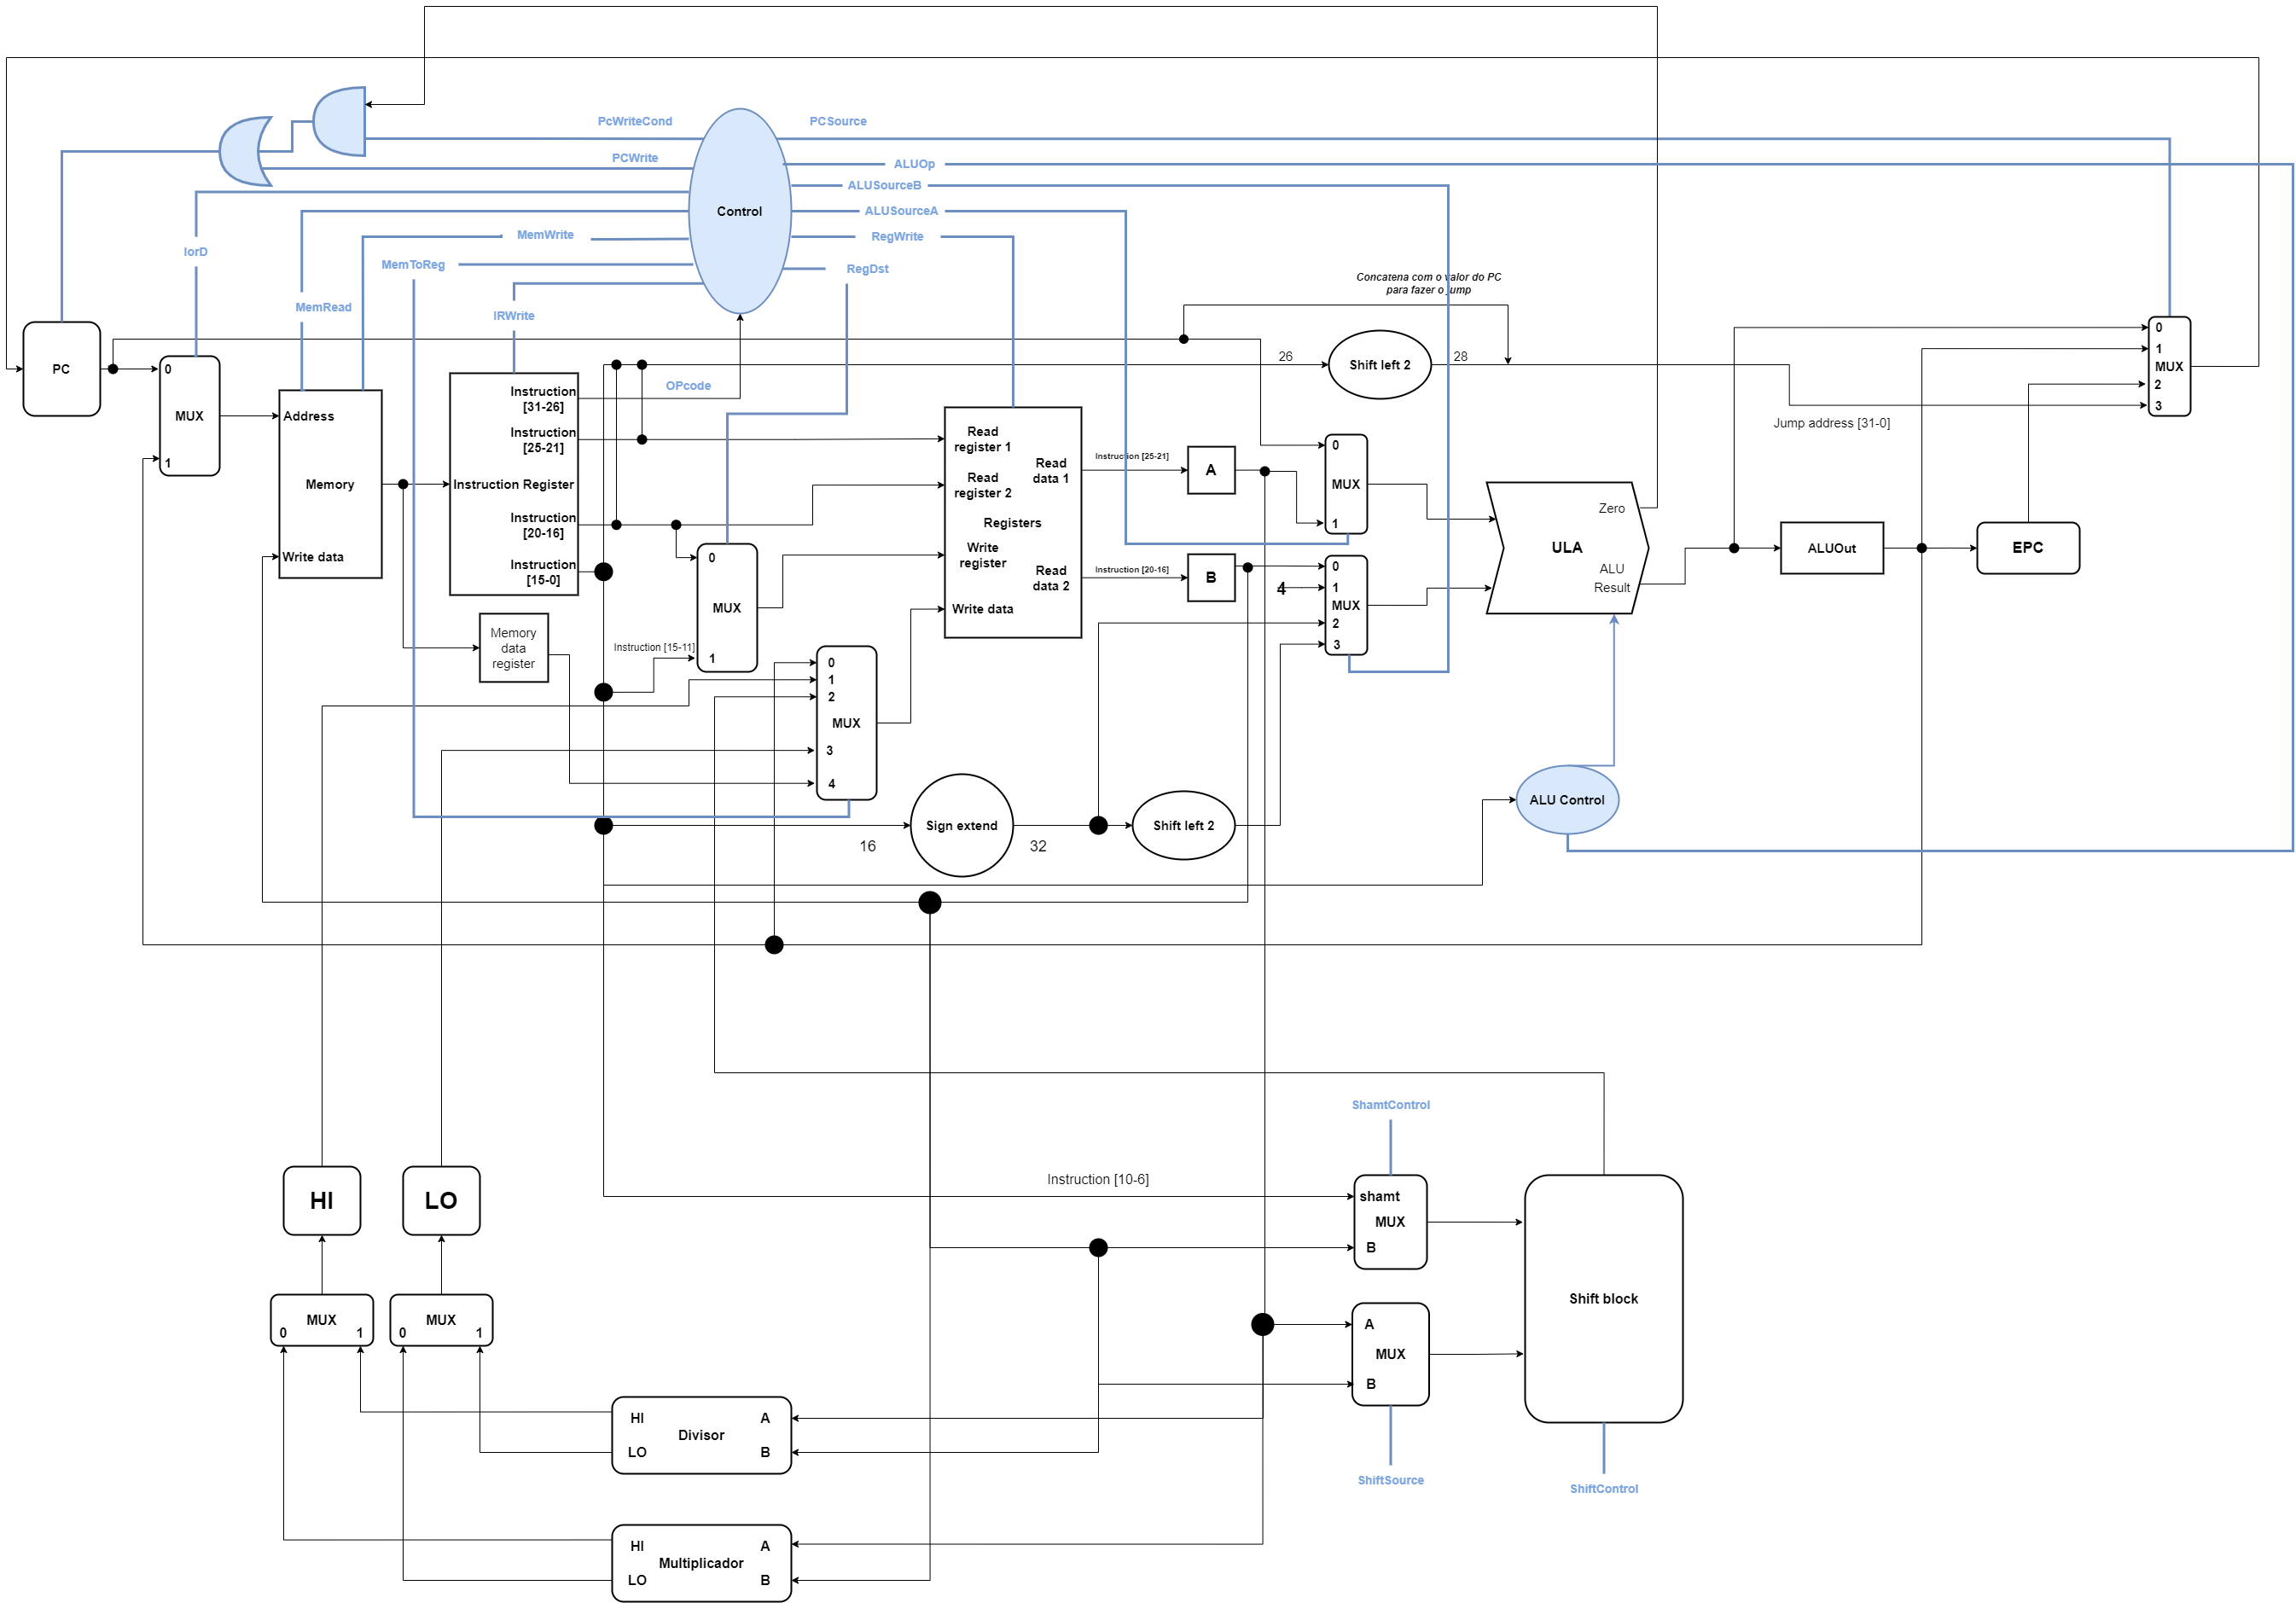 PcWriteCond
PCSource
PCWrite
ALUOp
ALUSourceB
Control
ALUSourceA
MemWrite
RegWrite
IorD
MemToReg
RegDst
Concatena com o valor do PC
para fazer o jump
MemRead
IRWrite
PC
0
MUX
1
Address
Memory
Write data
Instruction
[31-26]
Instruction
[25-21]
Instruction Register
Instruction
[20-16]
Instruction
[15-0]
OPcode
26
Shift left 2
28
0
1
MUX
2
3
Jump address [31-0]
Read
register 1
Read
data 1
Read
register 2
Registers
Write
register
Read
data 2
Write data
Instruction [25-21]
A
0
MUX
1
Instruction [20-16]
B
4
0
1
MUX
2
3
Zero
ULA
ALU
Result
ALUOut
EPC
0
MUX
1
Instruction [15-11]
Memory
data
register
0
1
2
MUX
3
4
Sign extend
16
32
Shift left 2
ALU Control
ShamtControl
Instruction [10-6]
shamt
MUX
B
HI
LO
Shift block
MUX
0
1
MUX
0
1
A
MUX
B
HI
A
Divisor
LO
B
ShiftSource
ShiftControl
HI
A
Multiplicador
LO
B